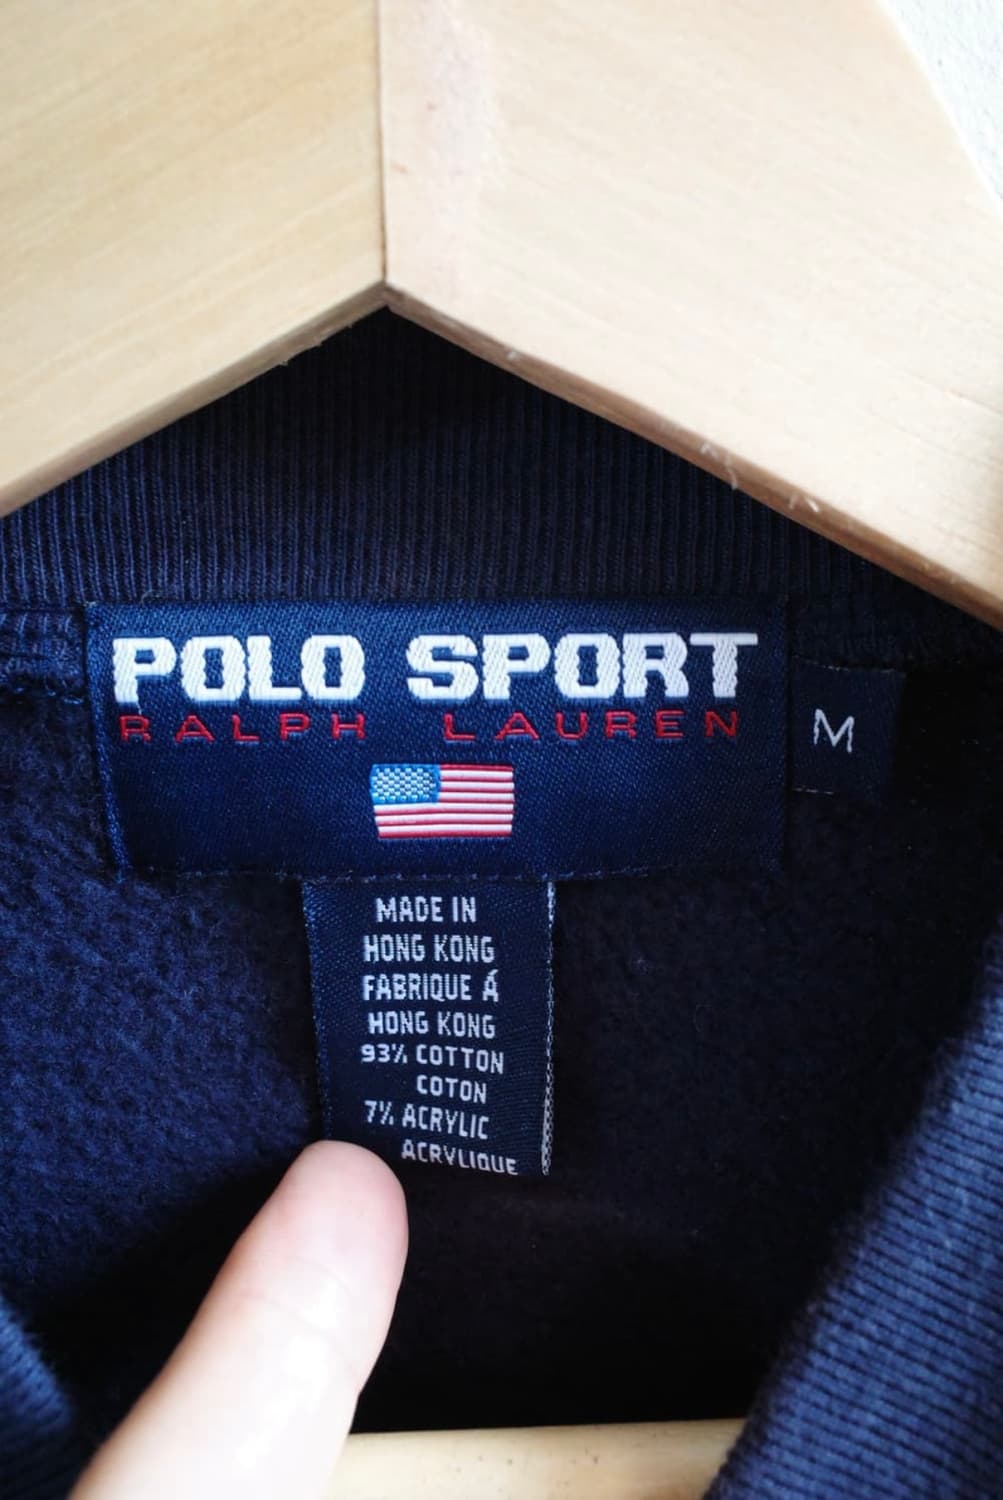 POLO SPORT
RALPH LAUREN
M
MADE IN
HONG KONG
FABRIQUE Á
HONG KONG
93% COTTON
COTON
7% ACRYLIC
ACRYLIQUE